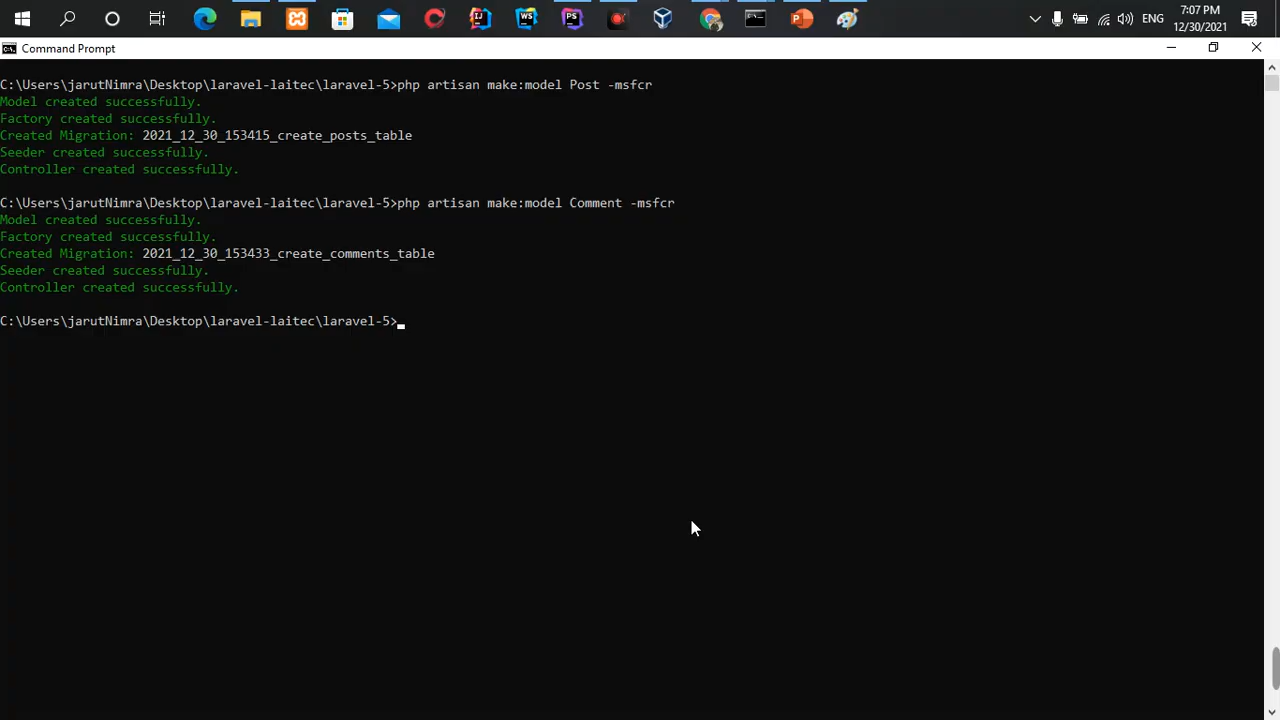 7:07 PM
ENG
12/30/2021
Command Prompt
C:\Users\jarutNimra\Desktop\laravel-laitec\laravel-5>php artisan make:model Post -msfcr
Model created successfully.
Factory created successfully.
Created Migration: 2021_12_30_153415_create_posts_table
Seeder created successfully.
Controller created successfully.
C:\Users\jarutNimra\Desktop\laravel-laitec\laravel-5>php artisan make:model Comment -msfcr
Model created successfully.
Factory created successfully.
Created Migration: 2021_12_30_153433_create_comments_table
Seeder created successfully.
Controller created successfully.
C:\Users\jarutNimra\Desktop\laravel-laitec\laravel-5>